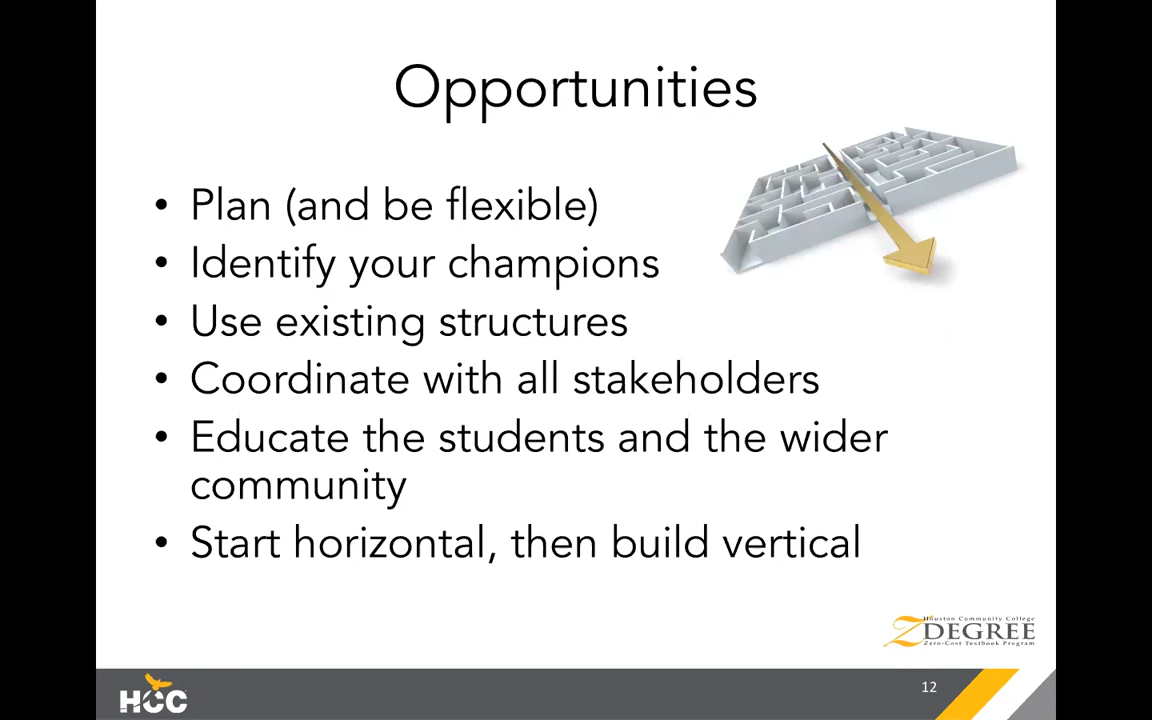 Opportunities
• Plan (and be flexible)
• Identify your champions
• Use existing structures
• Coordinate with all stakeholders
• Educate the students and the wider
community
• Start horizontal, then build vertical
Houston Community College
ZDEGREE
Zero-Cost Textbook Program
HCC
12